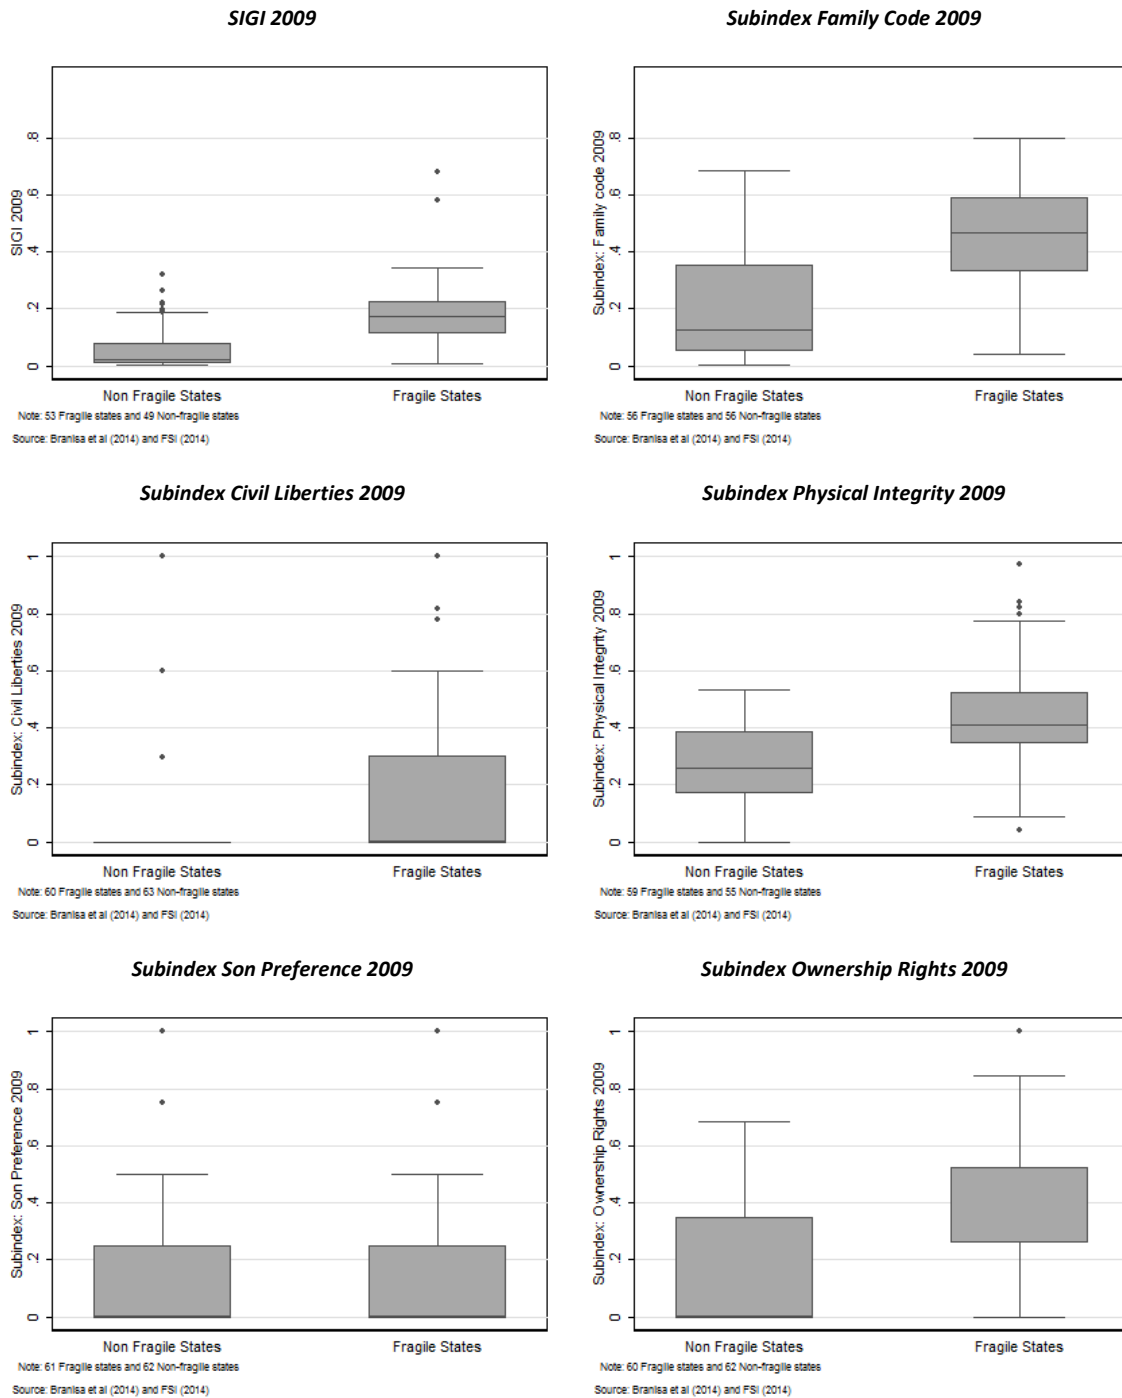 SIGI 2009
SIGI 2009
.8
.6
.4
.2
0
Non Fragile States Fragile States
Note: 53 Fragile states and 49 Non-fragile states
Source: Branisa et al (2014) and FSI (2014)
Subindex Family Code 2009
Subindex: Family code 2009
.8
.6
.4
.2
0
Non Fragile States Fragile States
Note: 56 Fragile states and 56 Non-fragile states
Source: Branisa et al (2014) and FSI (2014)
Subindex Civil Liberties 2009
Subindex: Civil Liberties 2009
1
.8
.6
.4
.2
0
Non Fragile States Fragile States
Note: 60 Fragile states and 63 Non-fragile states
Source: Branisa et al (2014) and FSI (2014)
Subindex Physical Integrity 2009
Subindex: Physical Integrity 2009
1
.8
.6
.4
.2
0
Non Fragile States Fragile States
Note: 59 Fragile states and 55 Non-fragile states
Source: Branisa et al (2014) and FSI (2014)
Subindex Son Preference 2009
Subindex: Son Preference 2009
1
.8
.6
.4
.2
0
Non Fragile States Fragile States
Note: 61 Fragile states and 62 Non-fragile states
Source: Branisa et al (2014) and FSI (2014)
Subindex Ownership Rights 2009
Subindex: Ownership Rights 2009
1
.8
.6
.4
.2
0
Non Fragile States Fragile States
Note: 60 Fragile states and 62 Non-fragile states
Source: Branisa et al (2014) and FSI (2014)